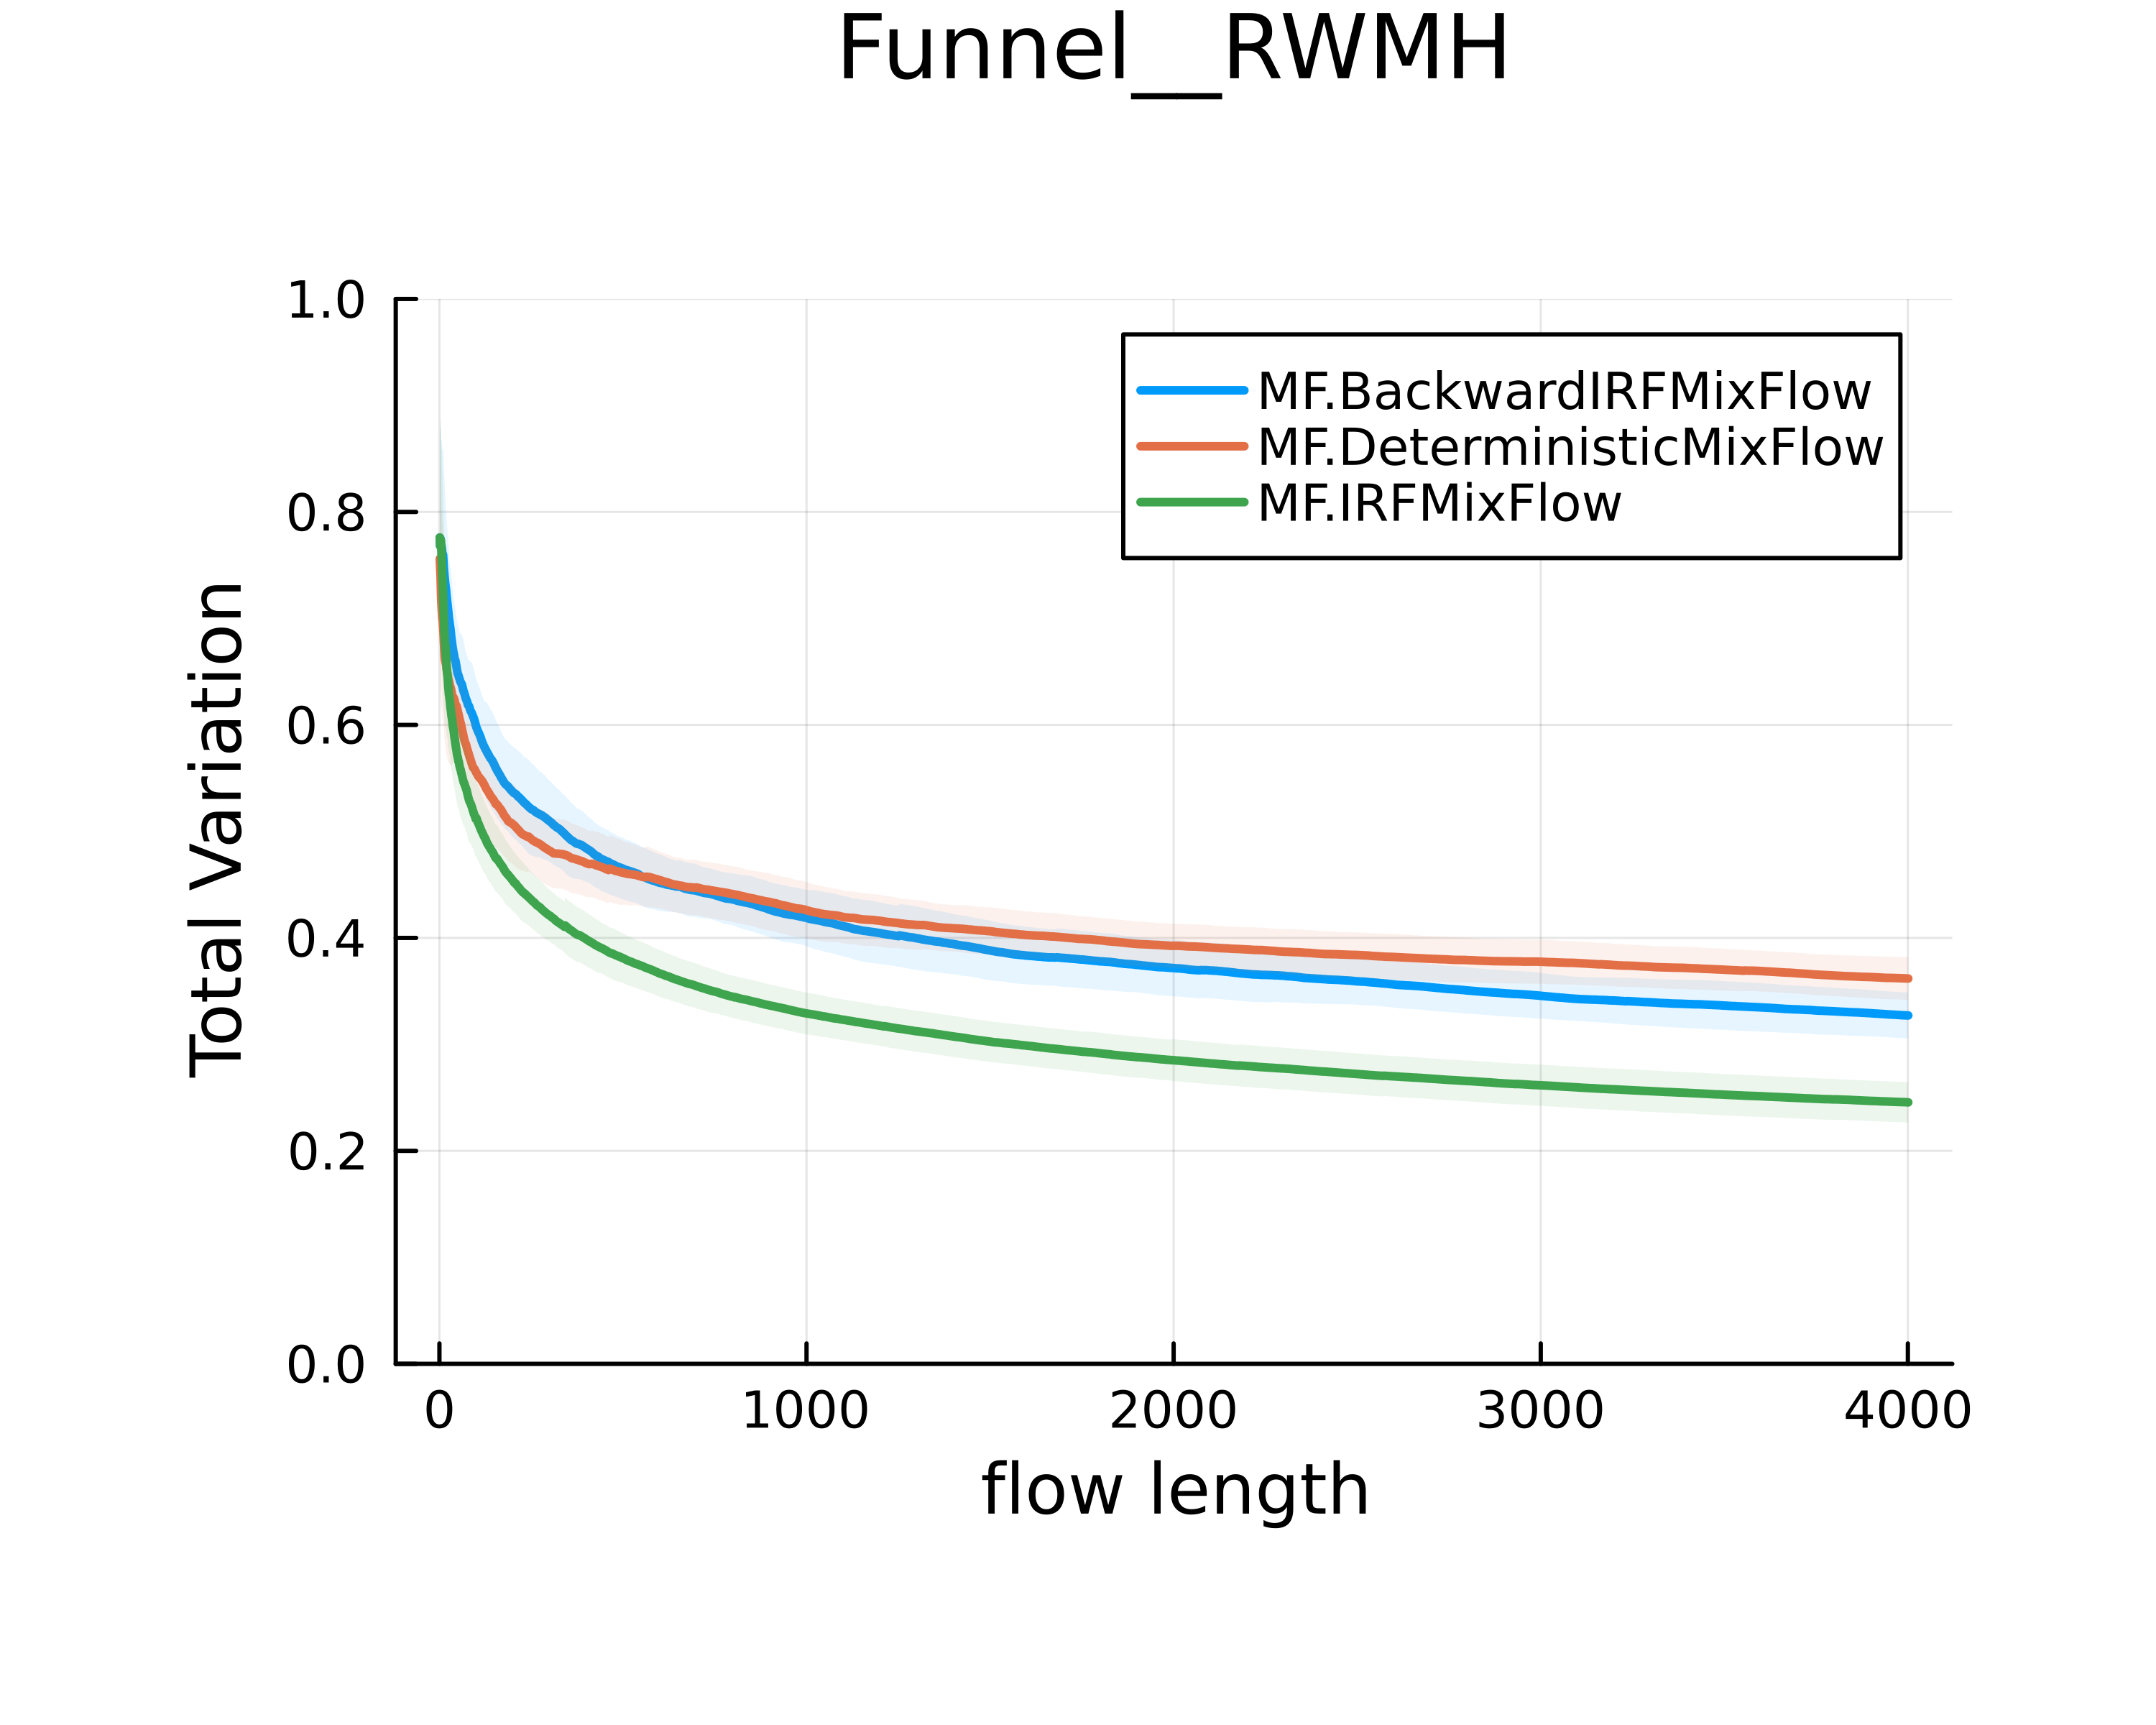 Funnel__RWMH
1.0
0.8
0.6
0.4
0.2
0.0
Total Variation
MF.BackwardIRFMixFlow
MF.DeterministicMixFlow
MF.IRFMixFlow
0 1000 2000 3000 4000
flow length